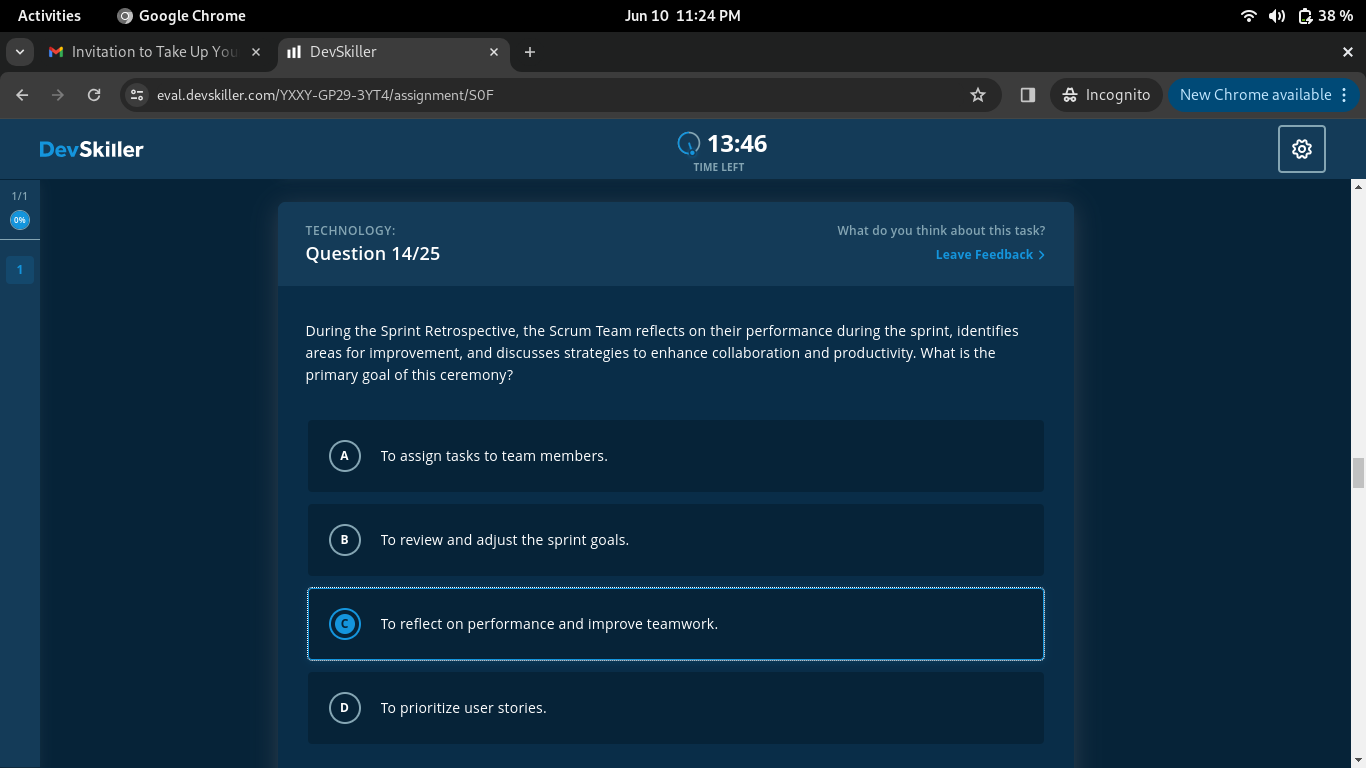 Activities
Google Chrome
Jun 10 11:24 PM
38 %
Invitation to Take Up You
DevSkiller
eval.devskiller.com/YXXY-GP29-3YT4/assignment/S0F
Incognito
New Chrome available
DevSkiller
13:46
TIME LEFT
1/1
0%
1
TECHNOLOGY:
What do you think about this task?
Question 14/25
Leave Feedback
During the Sprint Retrospective, the Scrum Team reflects on their performance during the sprint, identifies
areas for improvement, and discusses strategies to enhance collaboration and productivity. What is the
primary goal of this ceremony?
A To assign tasks to team members.
B To review and adjust the sprint goals.
C To reflect on performance and improve teamwork.
D To prioritize user stories.